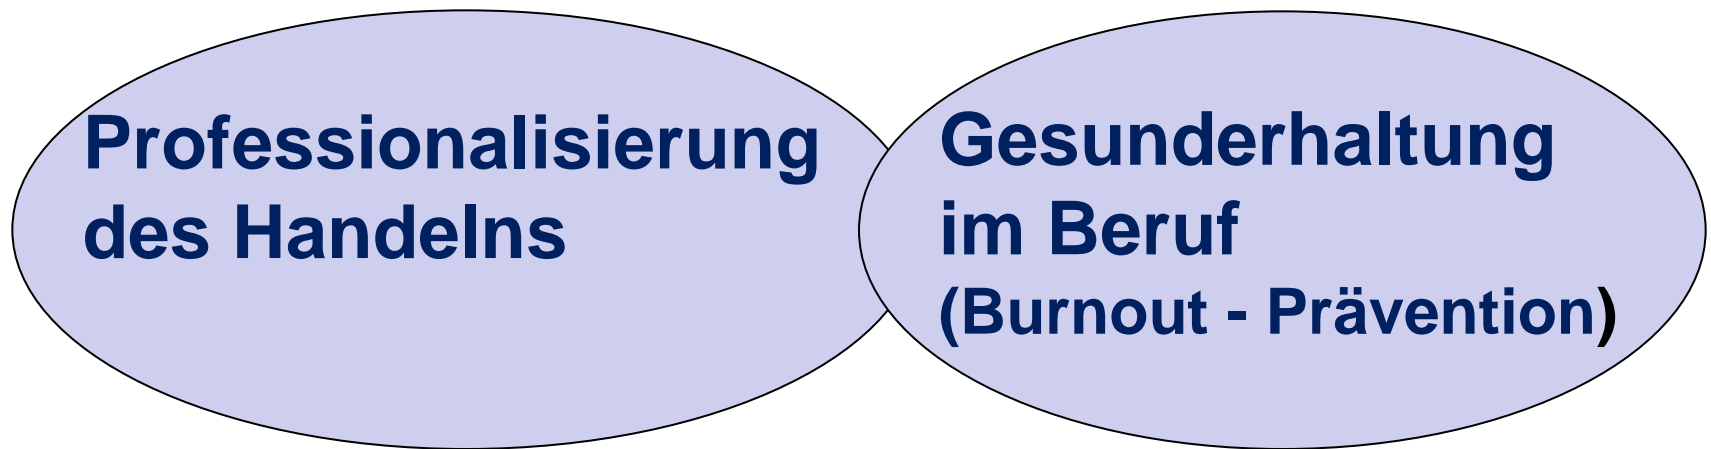 Professionalisierung
des Handelns
Gesunderhaltung
im Beruf
(Burnout - Prävention)